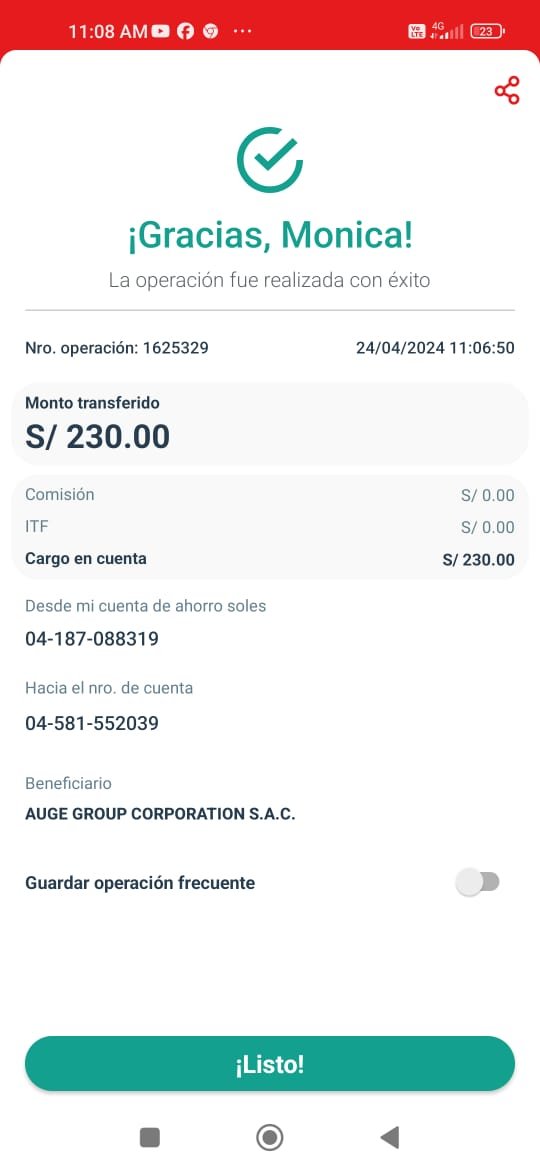 11:08 AM ...
Vo LTE 4G 23
¡Gracias, Monica!
La operación fue realizada con éxito
Nro. operación: 1625329 24/04/2024 11:06:50
Monto transferido
S/ 230.00
Comisión S/ 0.00
ITF S/ 0.00
Cargo en cuenta S/ 230.00
Desde mi cuenta de ahorro soles
04-187-088319
Hacia el nro. de cuenta
04-581-552039
Beneficiario
AUGE GROUP CORPORATION S.A.C.
Guardar operación frecuente
¡Listo!